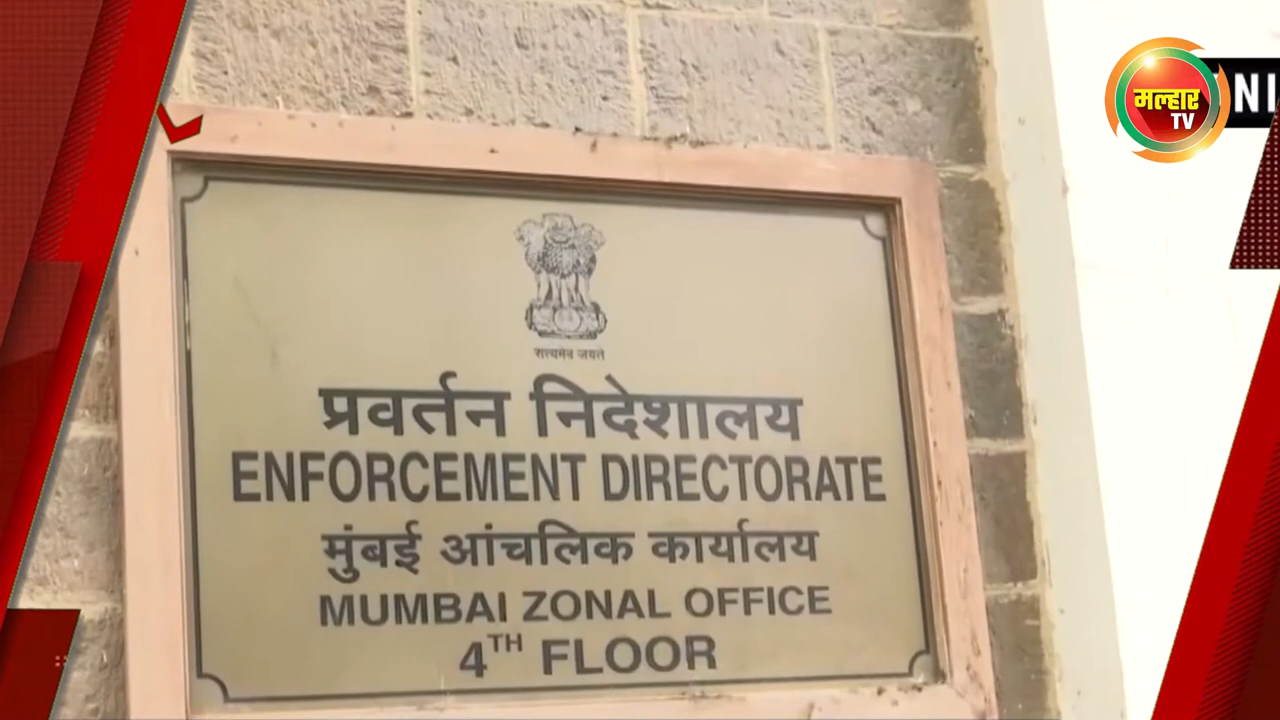 मल्हार
TV
NI
सत्यमेव जयते
प्रवर्तन निदेशालय
ENFORCEMENT DIRECTORATE
मुंबई आंचलिक कार्यालय
MUMBAI ZONAL OFFICE
4TH FLOOR